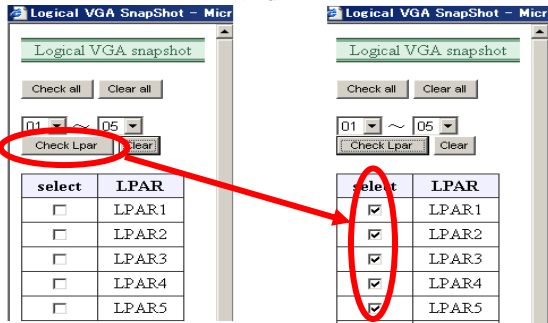 Logical VGA SnapShot - Micr
Logical VGA snapshot
Check all Clear all
01 ～ 05
Check Lpar Clear
select LPAR
LPAR1
LPAR2
LPAR3
LPAR4
LPAR5
Logical VGA SnapShot - Micr
Logical VGA snapshot
Check all Clear all
01 ～ 05
Check Lpar Clear
select LPAR
LPAR1
LPAR2
LPAR3
LPAR4
LPAR5